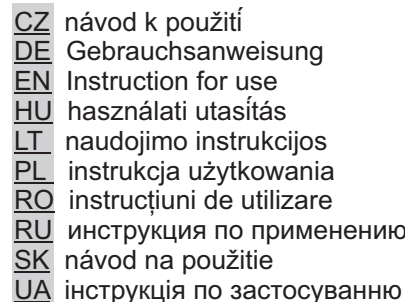 CZ návod k použití
DE Gebrauchsanweisung
EN Instruction for use
HU használati utasítás
LT naudojimo instrukcijos
PL instrukcja użytkowania
RO instrucțiuni de utilizare
RU инструкция по применению
SK návod na použitie
UA інструкція по застосуванню